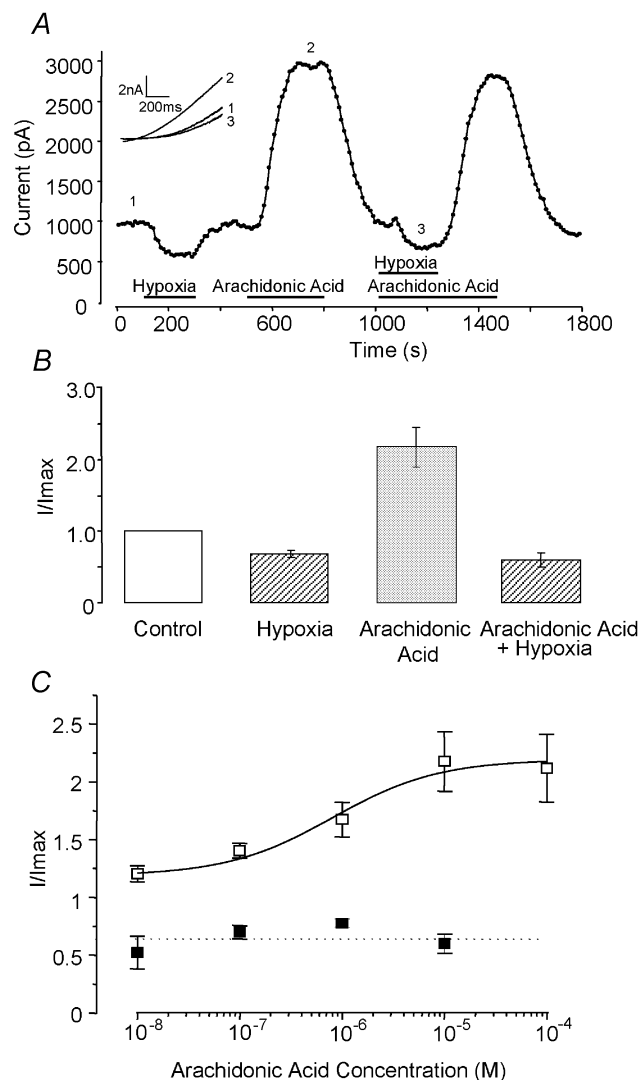 A
3000
2500
2000
1500
1000
500
0
Current (pA)
2nA
200ms
2
1
3
1
2
3
Hypoxia
Arachidonic Acid
Hypoxia
Arachidonic Acid
0 200 600 1000 1400 1800
Time (s)
B
3.0
2.0
1.0
0
I/Imax
Control
Hypoxia
Arachidonic
Acid
Arachidonic Acid
+ Hypoxia
C
2.5
2
1.5
1
0.5
0
I/Imax
10-8 10-7 10-6 10-5 10-4
Arachidonic Acid Concentration (M)